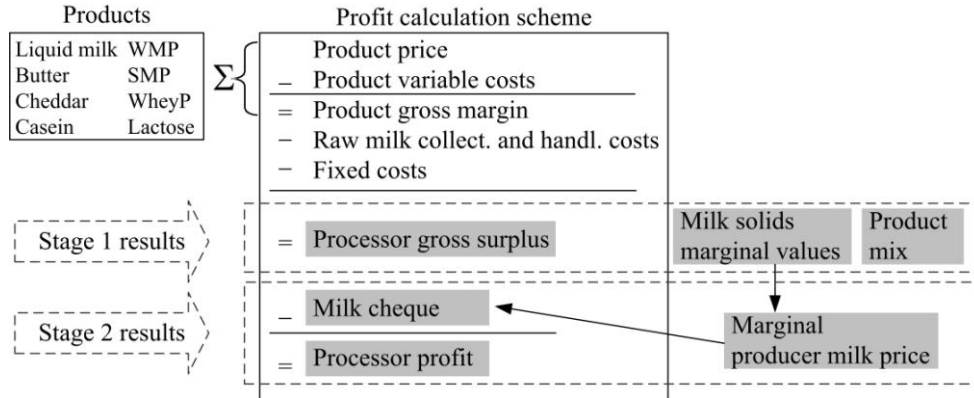 Products
Profit calculation scheme
Liquid milk WMP
Butter SMP
Cheddar WheyP
Casein Lactose
Σ
Product price
– Product variable costs
= Product gross margin
– Raw milk collect. and handl. costs
– Fixed costs
Stage 1 results
= Processor gross surplus
Milk solids
marginal values
Product
mix
Stage 2 results
– Milk cheque
= Processor profit
Marginal
producer milk price